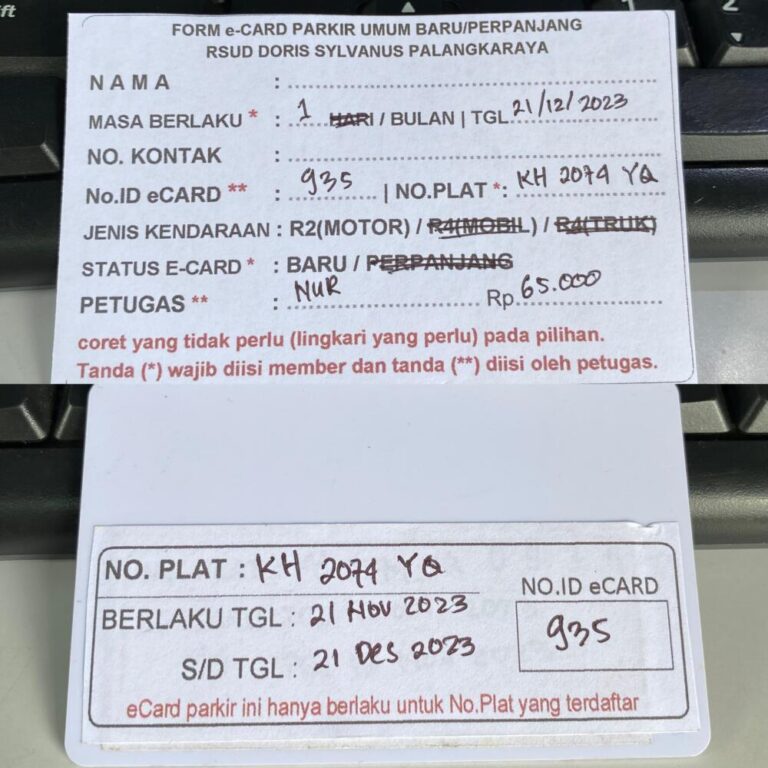 FORM e-CARD PARKIR UMUM BARU/PERPANJANG
RSUD DORIS SYLVANUS PALANGKARAYA
NAMA :
MASA BERLAKU * : 1 HARI / BULAN | TGL 21/12/2023
NO. KONTAK :
No.ID eCARD ** : 935 | NO.PLAT *: KH 2074 YQ
JENIS KENDARAAN : R2(MOTOR) / R4(MOBIL) / R4(TRUK)
STATUS E-CARD * : BARU / PERPANJANG
PETUGAS ** : NUR Rp. 65.000
coret yang tidak perlu (lingkari yang perlu) pada pilihan.
Tanda (*) wajib diisi member dan tanda (**) diisi oleh petugas.
NO. PLAT : KH 2074 YQ
BERLAKU TGL : 21 NOV 2023
S/D TGL : 21 DES 2023
NO.ID eCARD
935
eCard parkir ini hanya berlaku untuk No.Plat yang terdaftar